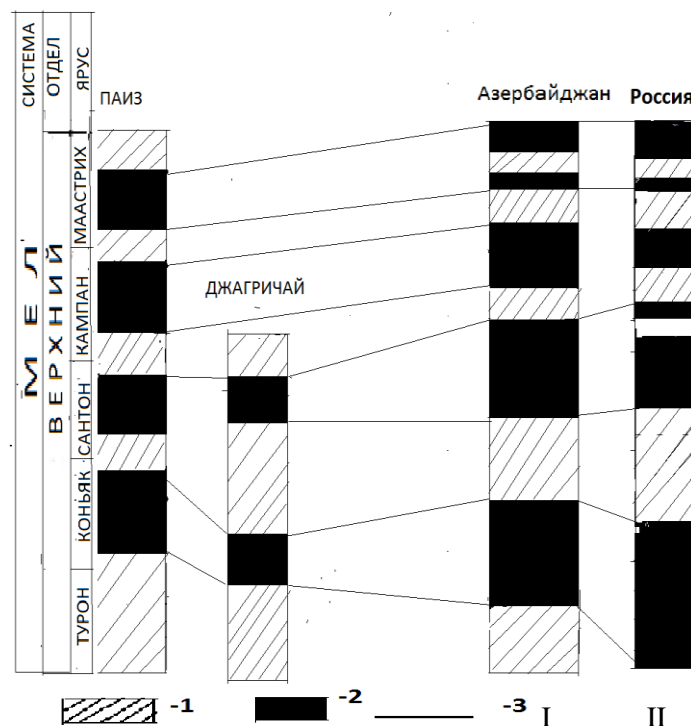 СИСТЕМА
ОТДЕЛ
ЯРУС
ПАИЗ
Азербайджан
Россия
МЕЛ
ВЕРХНИЙ
МААСТРИХ
КАМПАН
САНТОН
КОНЬЯК
ТУРОН
ДЖАГРИЧАЙ
-1
-2
-3
I
II